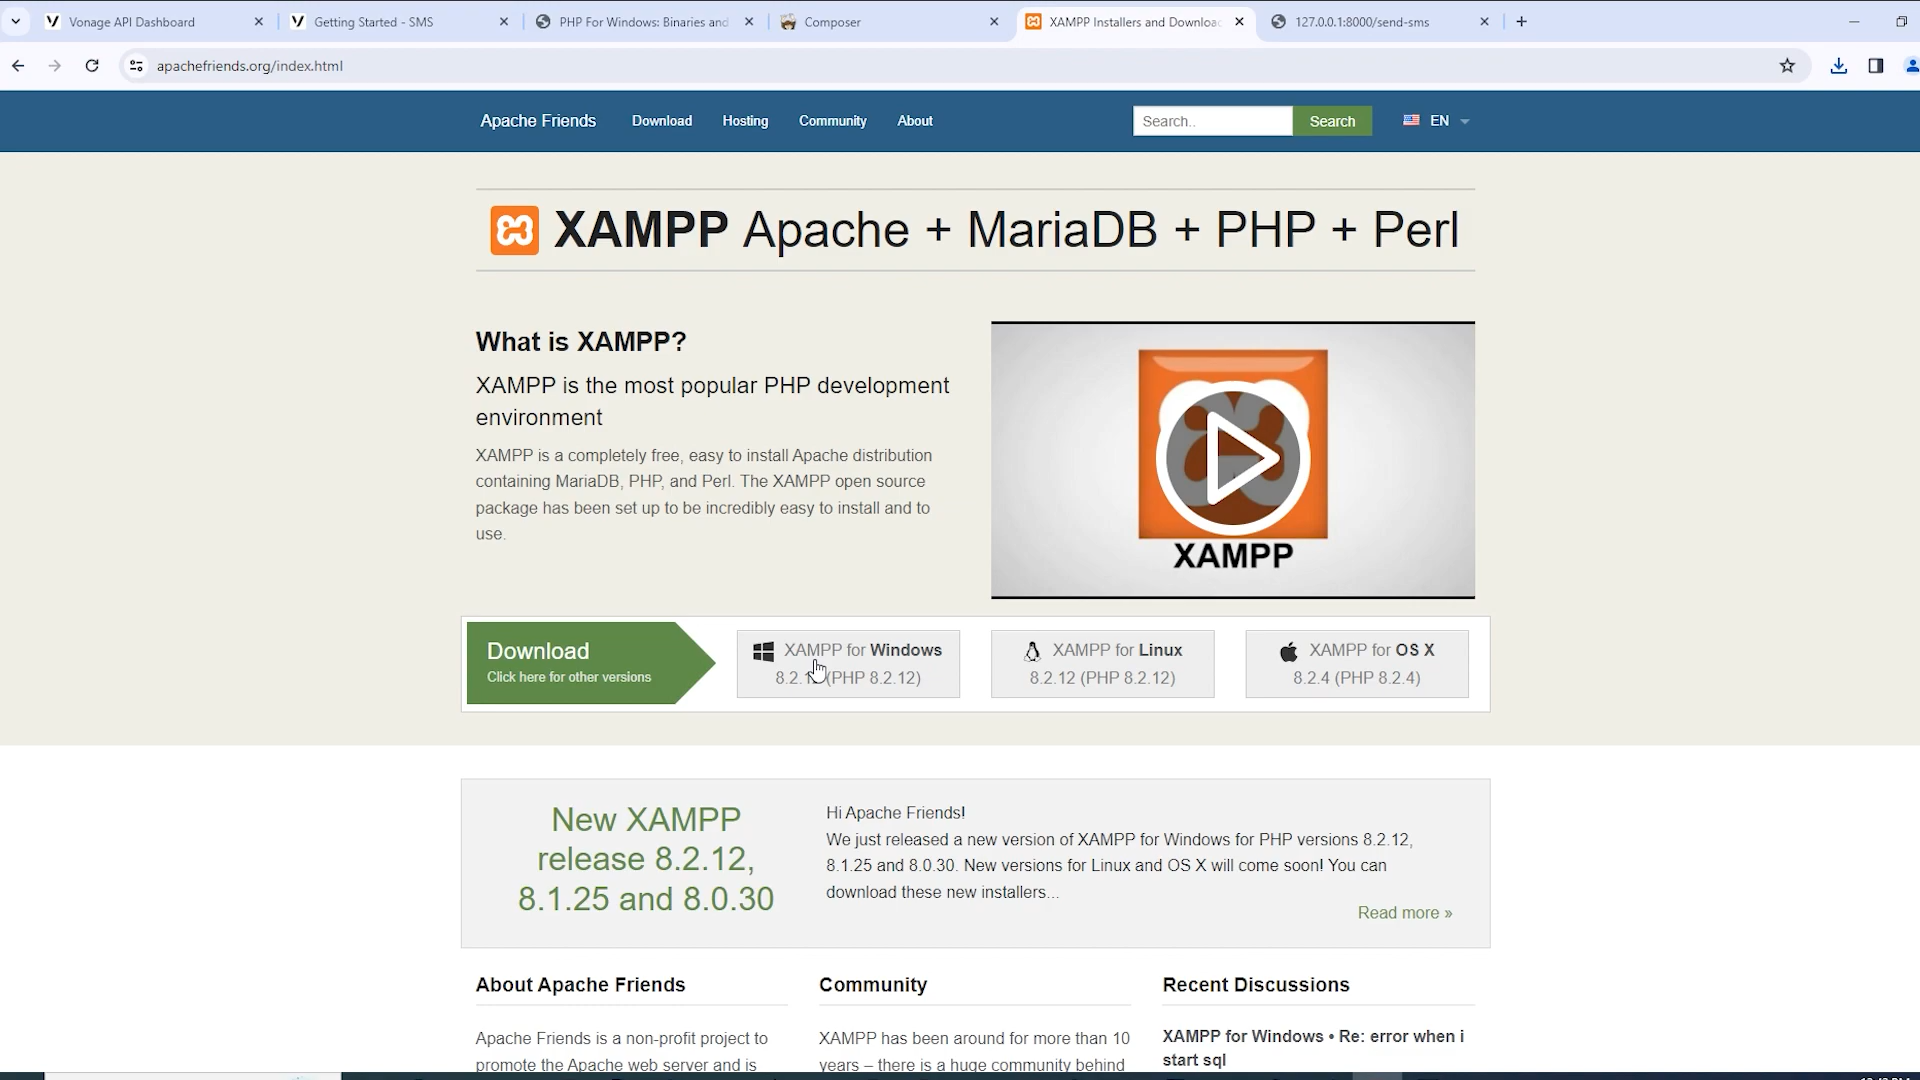 Vonage API Dashboard
Getting Started - SMS
PHP For Windows: Binaries and
Composer
XAMPP Installers and Downloa
127.0.0.1:8000/send-sms
apachefriends.org/index.html
Apache Friends
Download
Hosting
Community
About
Search..
Search
EN
XAMPP Apache + MariaDB + PHP + Perl
What is XAMPP?
XAMPP is the most popular PHP development
environment
XAMPP is a completely free, easy to install Apache distribution
containing MariaDB, PHP, and Perl. The XAMPP open source
package has been set up to be incredibly easy to install and to
use.
XAMPP
Download
Click here for other versions
XAMPP for Windows
(PHP 8.2.12)
XAMPP for Linux
8.2.12 (PHP 8.2.12)
XAMPP for OS X
8.2.4 (PHP 8.2.4)
New XAMPP
release 8.2.12,
8.1.25 and 8.0.30
Hi Apache Friends!
We just released a new version of XAMPP for Windows for PHP versions 8.2.12,
8.1.25 and 8.0.30. New versions for Linux and OS X will come soon! You can
download these new installers...
Read more »
About Apache Friends
Apache Friends is a non-profit project to
promote the Apache web server and is
Community
XAMPP has been around for more than 10
years – there is a huge community behind
Recent Discussions
XAMPP for Windows • Re: error when i
start sql